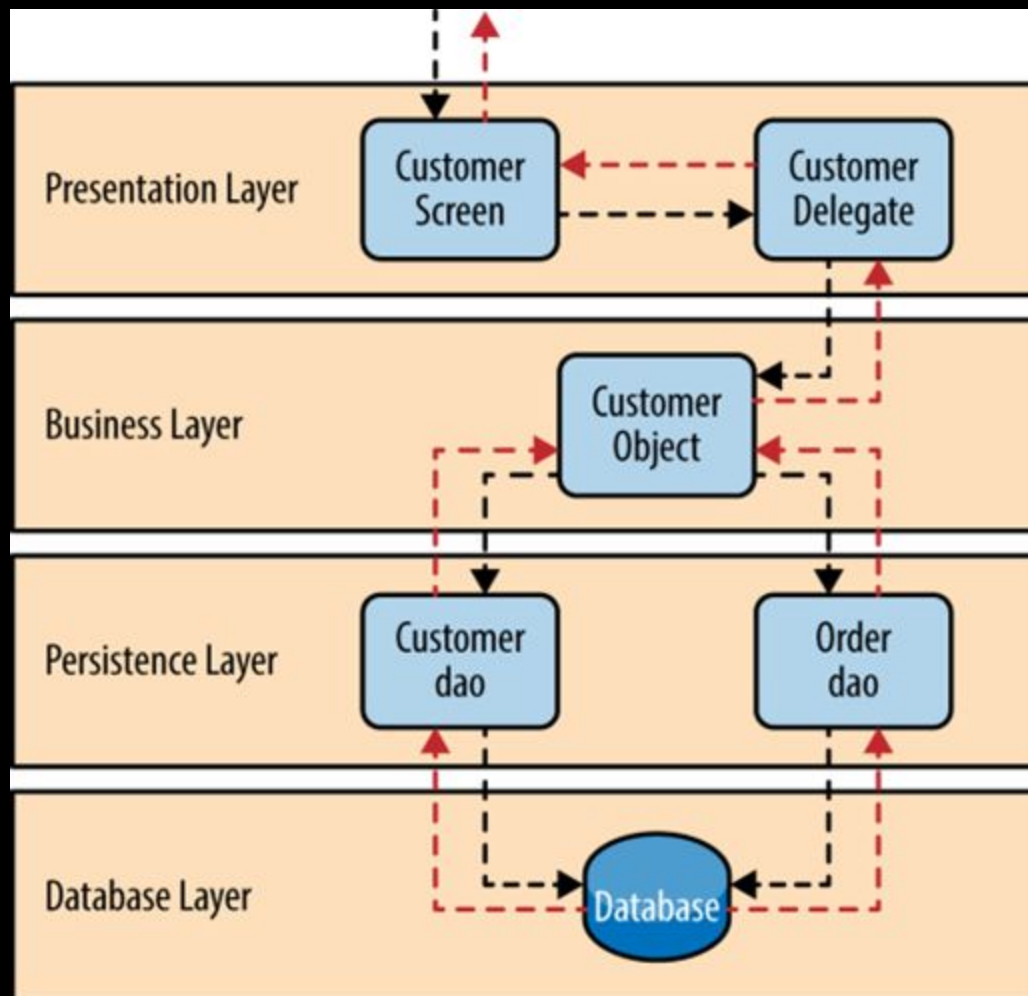 Presentation Layer
Customer
Screen
Customer
Delegate
Business Layer
Customer
Object
Persistence Layer
Customer
dao
Order
dao
Database Layer
Database